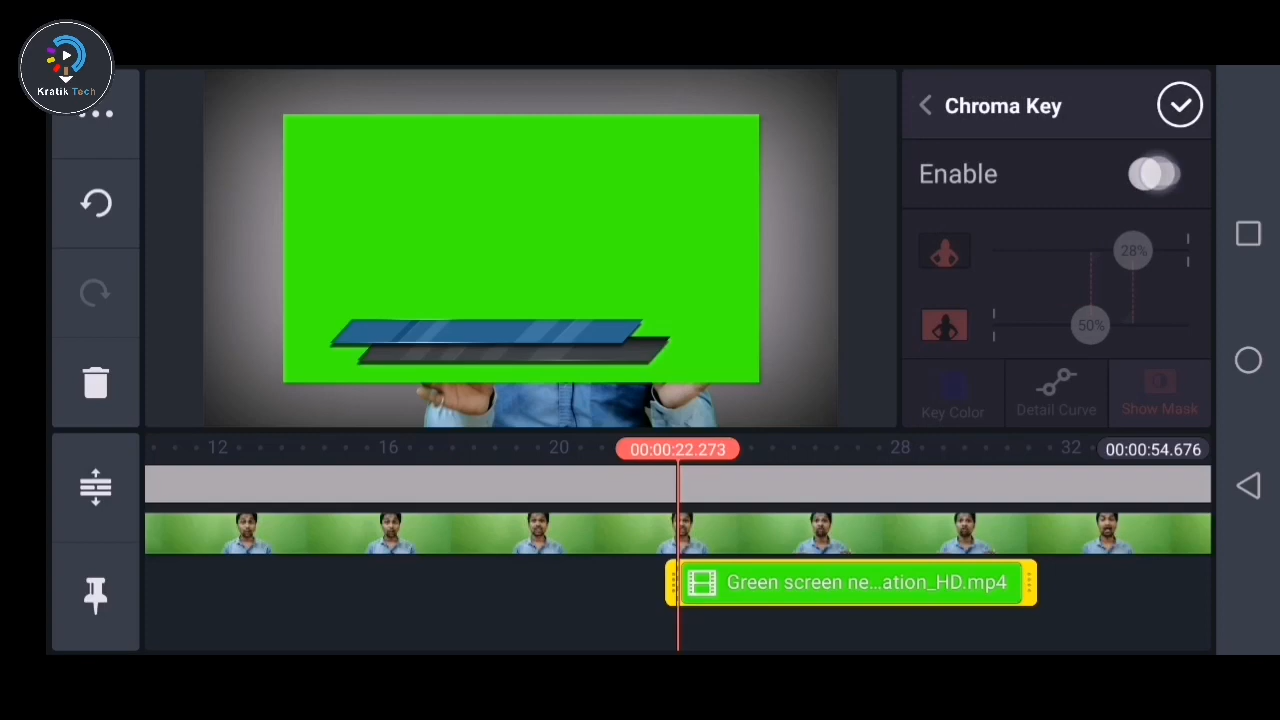 Kratik Tech
Chroma Key
Enable
28%
50%
Key Color
Detail Curve
Show Mask
12
16
20
00:00:22.273
28
32
00:00:54.676
Green screen ne...ation_HD.mp4